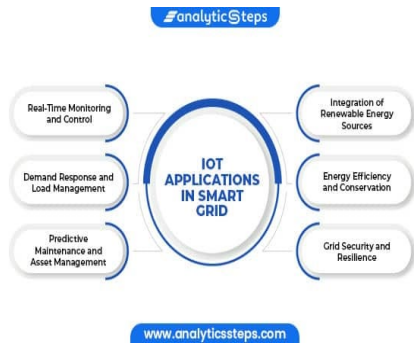 analyticSteps
Real-Time Monitoring
and Control
Demand Response and
Load Management
Predictive
Maintenance and
Asset Management
IOT
APPLICATIONS
IN SMART
GRID
Integration of
Renewable Energy
Sources
Energy Efficiency
and Conservation
Grid Security and
Resilience
www.analyticssteps.com